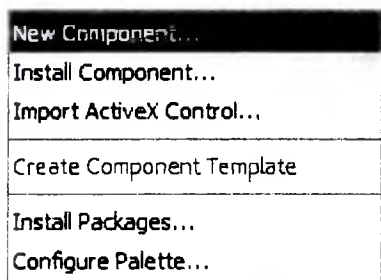 New Component...
Install Component...
Import ActiveX Control...
Create Component Template
Install Packages...
Configure Palette...